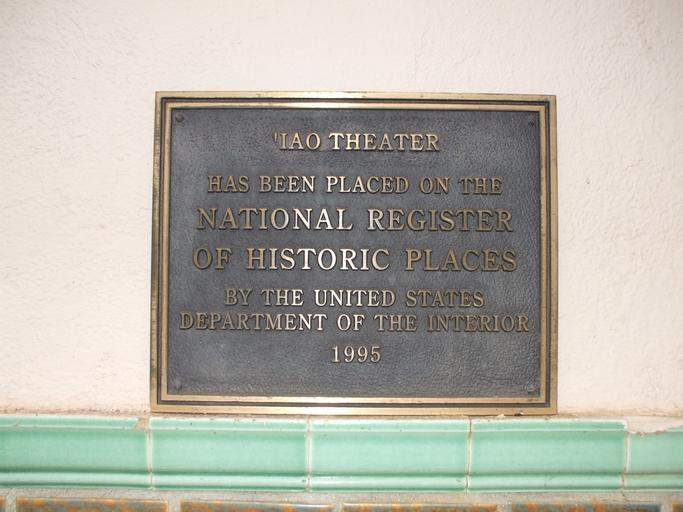 'IAO THEATER
HAS BEEN PLACED ON THE
NATIONAL REGISTER
OF HISTORIC PLACES
BY THE UNITED STATES
DEPARTMENT OF THE INTERIOR
1995